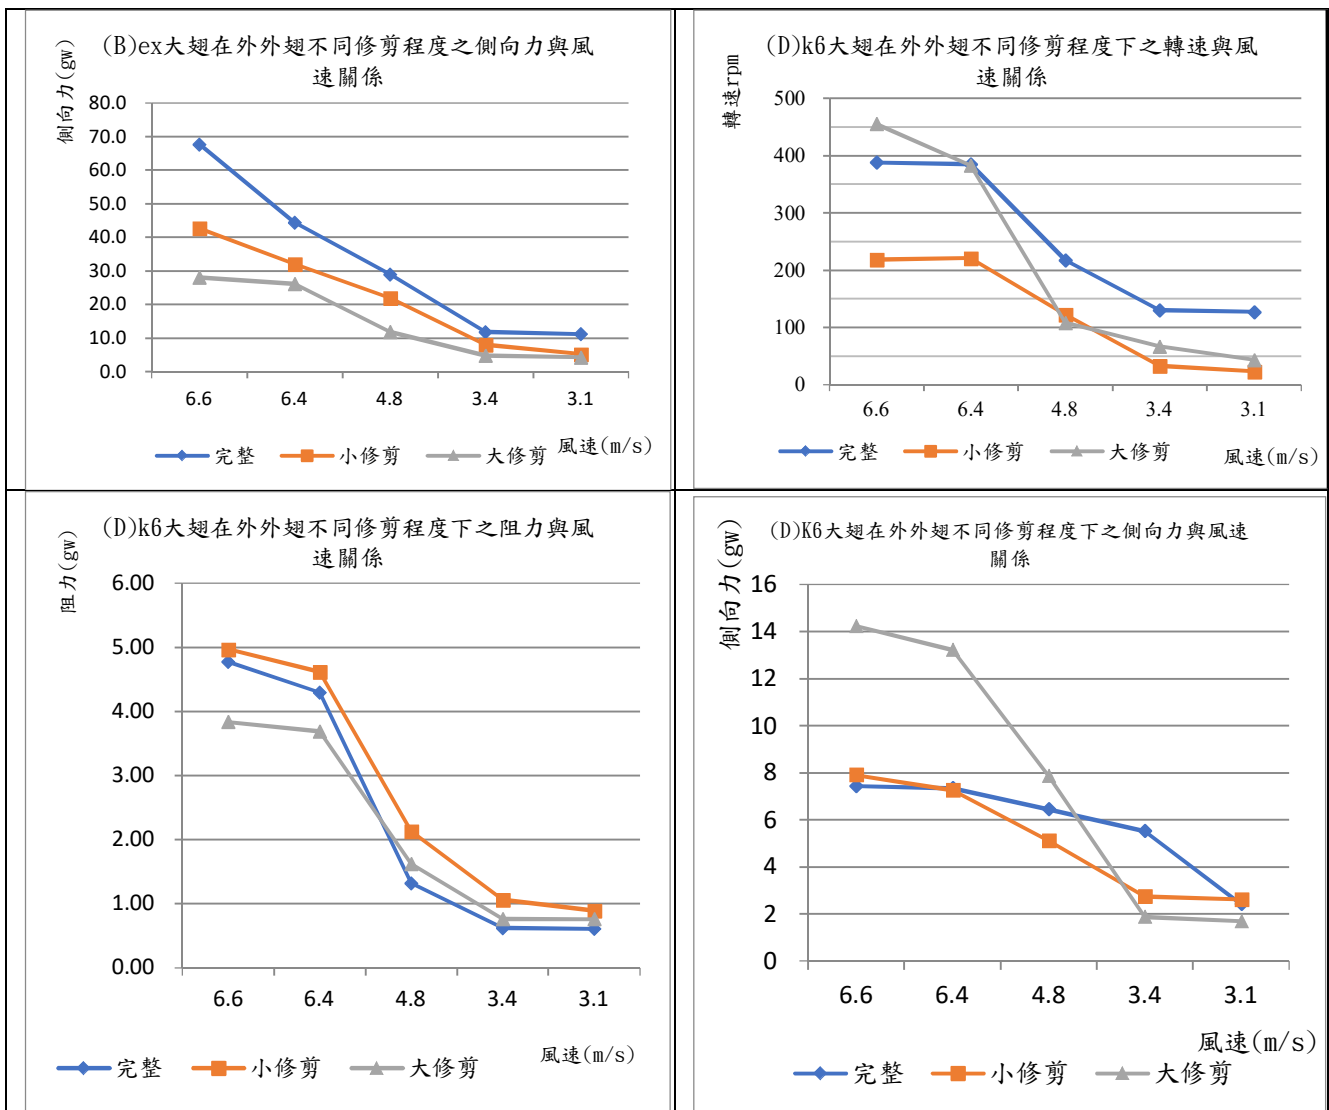 (B)ex大翅在外外翅不同修剪程度之側向力與風
速關係
側向力(gw)
80.0
70.0
60.0
50.0
40.0
30.0
20.0
10.0
0.0
6.6 6.4 4.8 3.4 3.1
完整 小修剪 大修剪 風速(m/s)
(D)k6大翅在外外翅不同修剪程度下之轉速與風
速關係
轉速rpm
500
400
300
200
100
0
6.6 6.4 4.8 3.4 3.1
完整 小修剪 大修剪 風速(m/s)
(D)k6大翅在外外翅不同修剪程度下之阻力與風
速關係
阻力(gw)
6.00
5.00
4.00
3.00
2.00
1.00
0.00
6.6 6.4 4.8 3.4 3.1
完整 小修剪 大修剪 風速(m/s)
(D)K6大翅在外外翅不同修剪程度下之側向力與風速
關係
側向力(gw)
16
14
12
10
8
6
4
2
0
6.6 6.4 4.8 3.4 3.1
風速(m/s)
完整 小修剪 大修剪